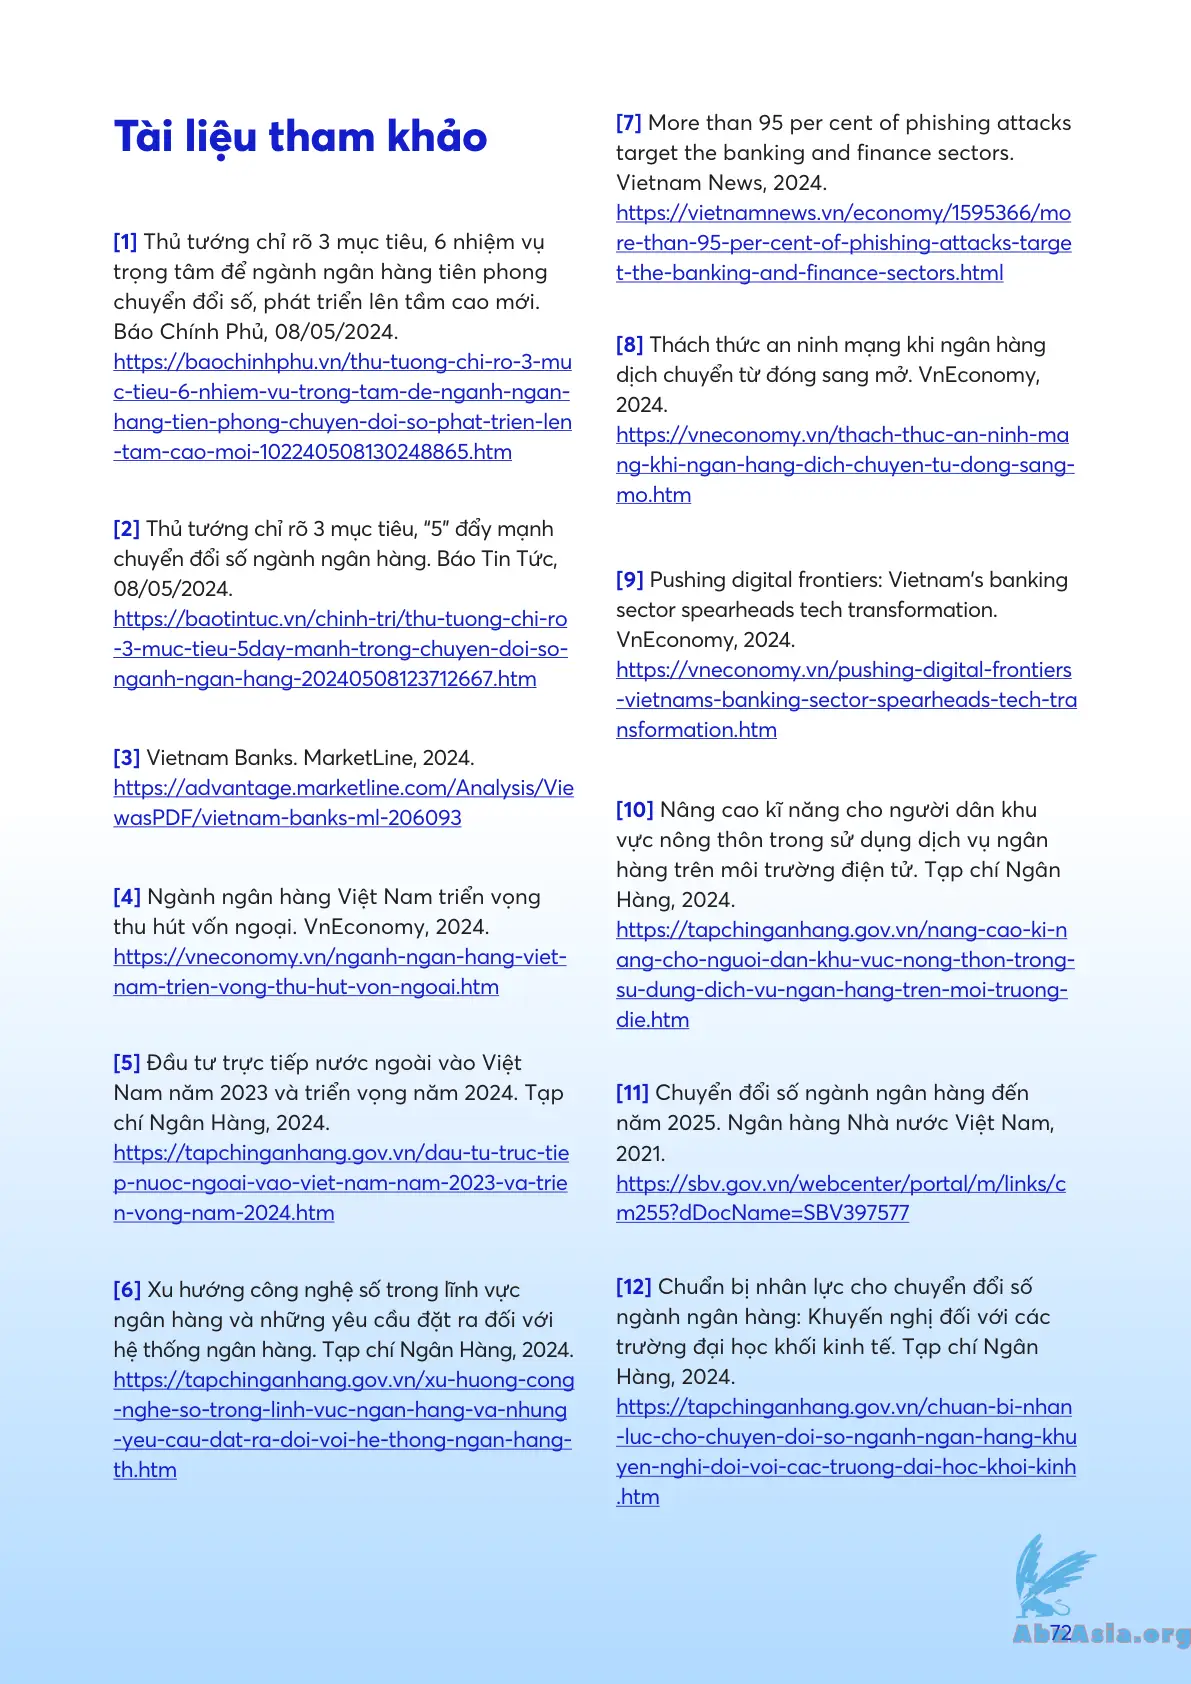 Tài liệu tham khảo
[1] Thủ tướng chỉ rõ 3 mục tiêu, 6 nhiệm vụ
trọng tâm để ngành ngân hàng tiên phong
chuyển đổi số, phát triển lên tầm cao mới.
Báo Chính Phủ, 08/05/2024.
https://baochinhphu.vn/thu-tuong-chi-ro-3-mu
c-tieu-6-nhiem-vu-trong-tam-de-nganh-ngan-
hang-tien-phong-chuyen-doi-so-phat-trien-len
-tam-cao-moi-102240508130248865.htm
[2] Thủ tướng chỉ rõ 3 mục tiêu, “5” đẩy mạnh
chuyển đổi số ngành ngân hàng. Báo Tin Tức,
08/05/2024.
https://baotintuc.vn/chinh-tri/thu-tuong-chi-ro
-3-muc-tieu-5day-manh-trong-chuyen-doi-so-
nganh-ngan-hang-20240508123712667.htm
[3] Vietnam Banks. MarketLine, 2024.
https://advantage.marketline.com/Analysis/Vie
wasPDF/vietnam-banks-ml-206093
[4] Ngành ngân hàng Việt Nam triển vọng
thu hút vốn ngoại. VnEconomy, 2024.
https://vneconomy.vn/nganh-ngan-hang-viet-
nam-trien-vong-thu-hut-von-ngoai.htm
[5] Đầu tư trực tiếp nước ngoài vào Việt
Nam năm 2023 và triển vọng năm 2024. Tạp
chí Ngân Hàng, 2024.
https://tapchinganhang.gov.vn/dau-tu-truc-tie
p-nuoc-ngoai-vao-viet-nam-nam-2023-va-trie
n-vong-nam-2024.htm
[6] Xu hướng công nghệ số trong lĩnh vực
ngân hàng và những yêu cầu đặt ra đối với
hệ thống ngân hàng. Tạp chí Ngân Hàng, 2024.
https://tapchinganhang.gov.vn/xu-huong-cong
-nghe-so-trong-linh-vuc-ngan-hang-va-nhung
-yeu-cau-dat-ra-doi-voi-he-thong-ngan-hang-
th.htm
[7] More than 95 per cent of phishing attacks
target the banking and finance sectors.
Vietnam News, 2024.
https://vietnamnews.vn/economy/1595366/mo
re-than-95-per-cent-of-phishing-attacks-targe
t-the-banking-and-finance-sectors.html
[8] Thách thức an ninh mạng khi ngân hàng
dịch chuyển từ đóng sang mở. VnEconomy,
2024.
https://vneconomy.vn/thach-thuc-an-ninh-ma
ng-khi-ngan-hang-dich-chuyen-tu-dong-sang-
mo.htm
[9] Pushing digital frontiers: Vietnam’s banking
sector spearheads tech transformation.
VnEconomy, 2024.
https://vneconomy.vn/pushing-digital-frontiers
-vietnams-banking-sector-spearheads-tech-tra
nsformation.htm
[10] Nâng cao kĩ năng cho người dân khu
vực nông thôn trong sử dụng dịch vụ ngân
hàng trên môi trường điện tử. Tạp chí Ngân
Hàng, 2024.
https://tapchinganhang.gov.vn/nang-cao-ki-n
ang-cho-nguoi-dan-khu-vuc-nong-thon-trong-
su-dung-dich-vu-ngan-hang-tren-moi-truong-
die.htm
[11] Chuyển đổi số ngành ngân hàng đến
năm 2025. Ngân hàng Nhà nước Việt Nam,
2021.
https://sbv.gov.vn/webcenter/portal/m/links/c
m255?dDocName=SBV397577
[12] Chuẩn bị nhân lực cho chuyển đổi số
ngành ngân hàng: Khuyến nghị đối với các
trường đại học khối kinh tế. Tạp chí Ngân
Hàng, 2024.
https://tapchinganhang.gov.vn/chuan-bi-nhan
-luc-cho-chuyen-doi-so-nganh-ngan-hang-khu
yen-nghi-doi-voi-cac-truong-dai-hoc-khoi-kinh
.htm
72
AbzAsia.org